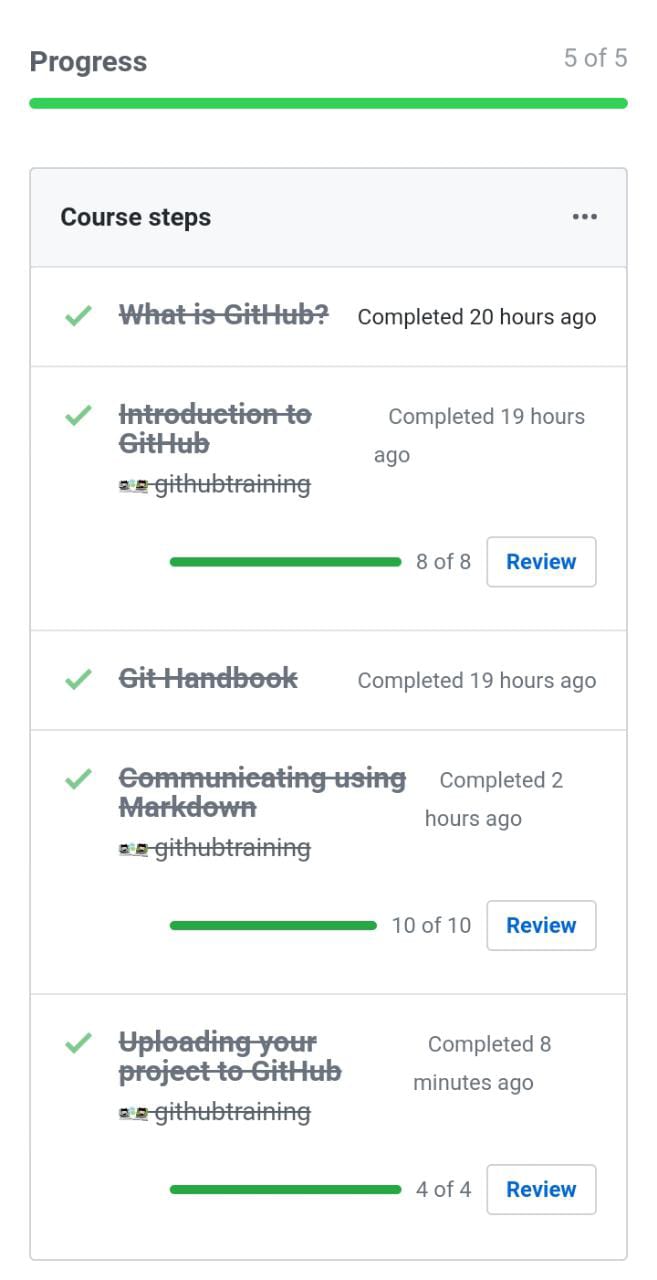 Progress 5 of 5
Course steps
What is GitHub? Completed 20 hours ago
Introduction to Completed 19 hours
GitHub ago
githubtraining
8 of 8 Review
Git Handbook Completed 19 hours ago
Communicating using Completed 2
Markdown hours ago
githubtraining
10 of 10 Review
Uploading your Completed 8
project to GitHub minutes ago
githubtraining
4 of 4 Review